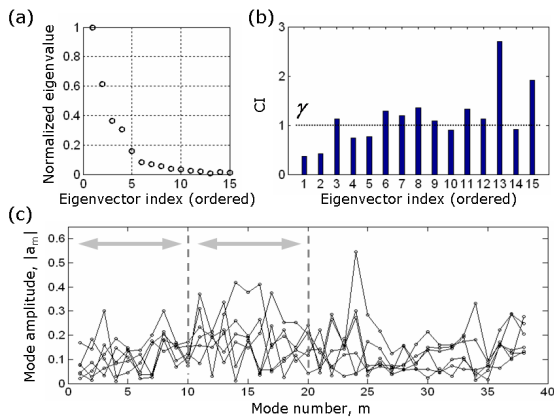 (a)
Normalized eigenvalue
1
0.8
0.6
0.4
0.2
0
0 5 10 15
Eigenvector index (ordered)
(b)
CI
3
2
1
0
γ
1 2 3 4 5 6 7 8 9 10 11 12 13 14 15
Eigenvector index (ordered)
(c)
Mode amplitude, |am|
0.6
0.5
0.4
0.3
0.2
0.1
0
0 5 10 15 20 25 30 35 40
Mode number, m